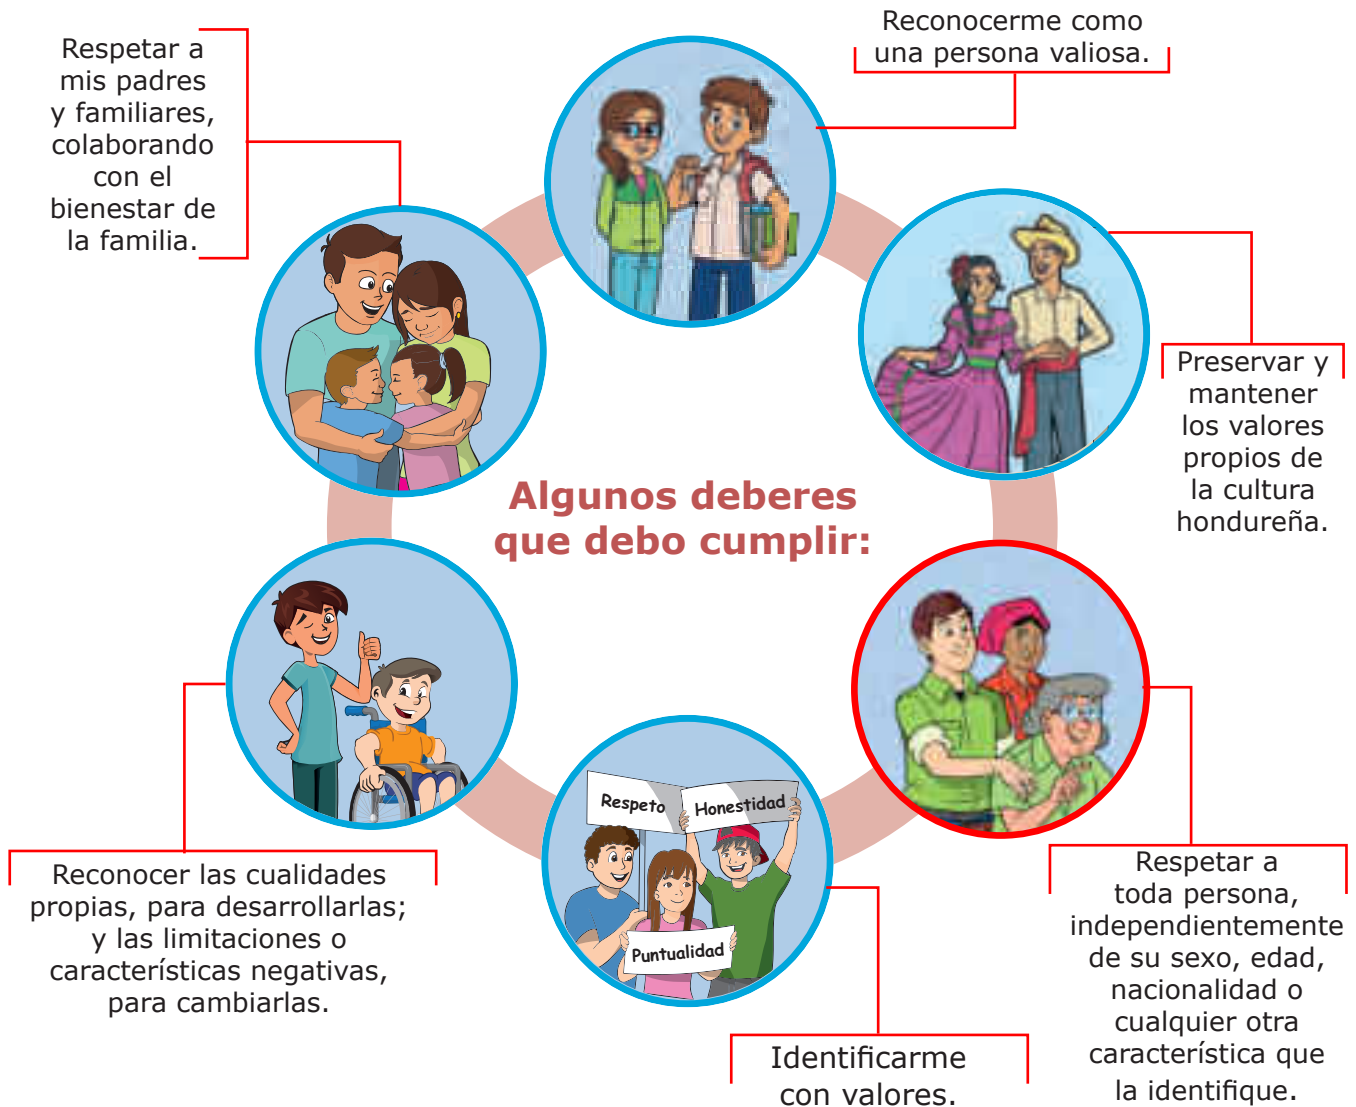 Respetar a
mis padres
y familiares,
colaborando
con el
bienestar de
la familia.
Reconocerme como
una persona valiosa.
Preservar y
mantener
los valores
propios de
la cultura
hondureña.
Algunos deberes
que debo cumplir:
Respeto
Honestidad
Puntualidad
Reconocer las cualidades
propias, para desarrollarlas;
y las limitaciones o
características negativas,
para cambiarlas.
Identificarme
con valores.
Respetar a
toda persona,
independientemente
de su sexo, edad,
nacionalidad o
cualquier otra
característica que
la identifique.